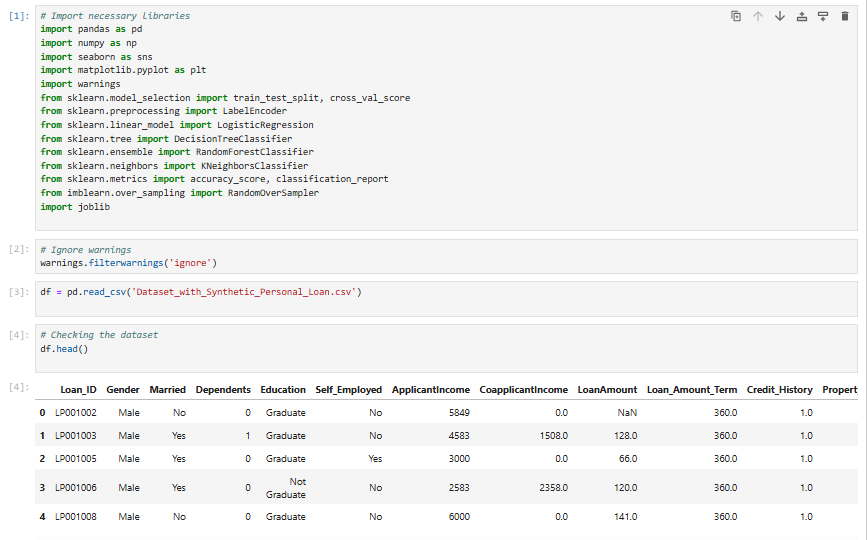 [1]: # Import necessary libraries
import pandas as pd
import numpy as np
import seaborn as sns
import matplotlib.pyplot as plt
import warnings
from sklearn.model_selection import train_test_split, cross_val_score
from sklearn.preprocessing import LabelEncoder
from sklearn.linear_model import LogisticRegression
from sklearn.tree import DecisionTreeClassifier
from sklearn.ensemble import RandomForestClassifier
from sklearn.neighbors import KNeighborsClassifier
from sklearn.metrics import accuracy_score, classification_report
from imblearn.over_sampling import RandomOverSampler
import joblib
[2]: # Ignore warnings
warnings.filterwarnings('ignore')
[3]: df = pd.read_csv('Dataset_with_Synthetic_Personal_Loan.csv')
[4]: # Checking the dataset
df.head()
[4]: Loan_ID Gender Married Dependents Education Self_Employed ApplicantIncome CoapplicantIncome LoanAmount Loan_Amount_Term Credit_History Propert
0 LP001002 Male No 0 Graduate No 5849 0.0 NaN 360.0 1.0
1 LP001003 Male Yes 1 Graduate No 4583 1508.0 128.0 360.0 1.0
2 LP001005 Male Yes 0 Graduate Yes 3000 0.0 66.0 360.0 1.0
3 LP001006 Male Yes 0 Not Graduate No 2583 2358.0 120.0 360.0 1.0
4 LP001008 Male No 0 Graduate No 6000 0.0 141.0 360.0 1.0